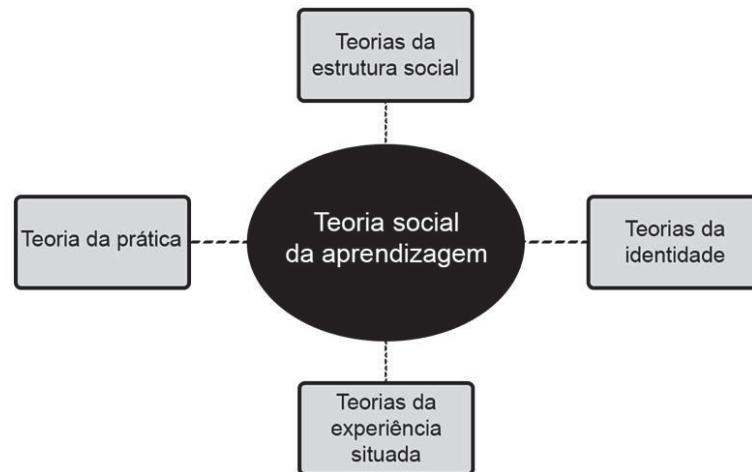 Teorias da
estrutura social
Teoria da prática
Teoria social
da aprendizagem
Teorias da
identidade
Teorias da
experiência
situada